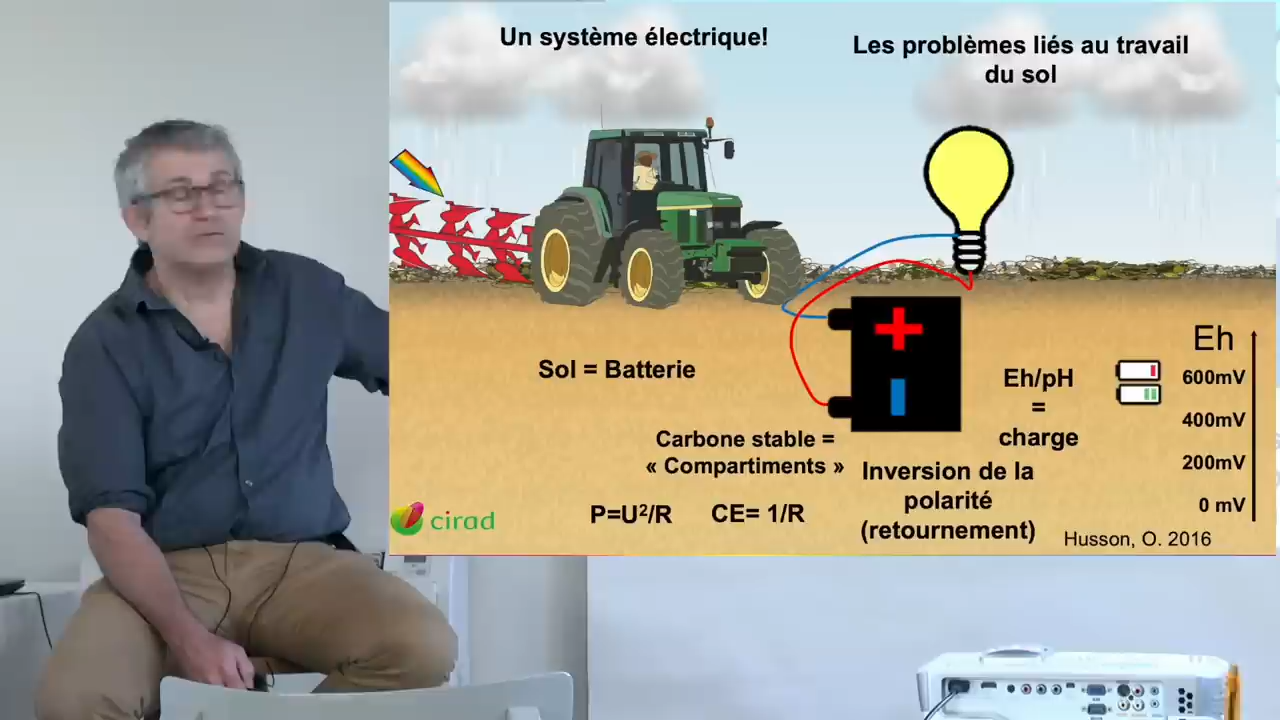 Un système électrique!
Les problèmes liés au travail
du sol
Sol = Batterie
Carbone stable =
« Compartiments »
P=U²/R
CE= 1/R
Inversion de la
polarité
(retournement)
Eh/pH
=
charge
Eh
600mV
400mV
200mV
0 mV
Husson, O. 2016
cirad